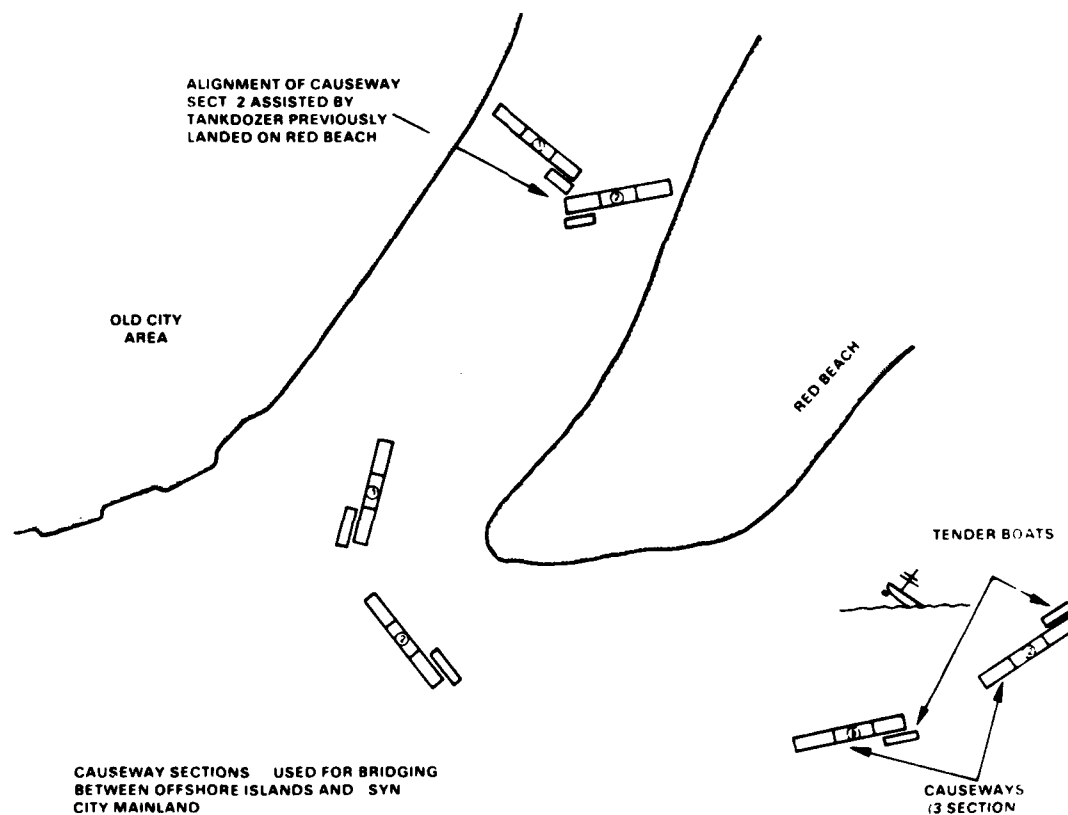 ALIGNMENT OF CAUSEWAY
SECT 2 ASSISTED BY
TANKDOZER PREVIOUSLY
LANDED ON RED BEACH
OLD CITY
AREA
RED BEACH
TENDER BOATS
CAUSEWAY SECTIONS USED FOR BRIDGING
BETWEEN OFFSHORE ISLANDS AND SYN
CITY MAINLAND
CAUSEWAYS
(3 SECTION